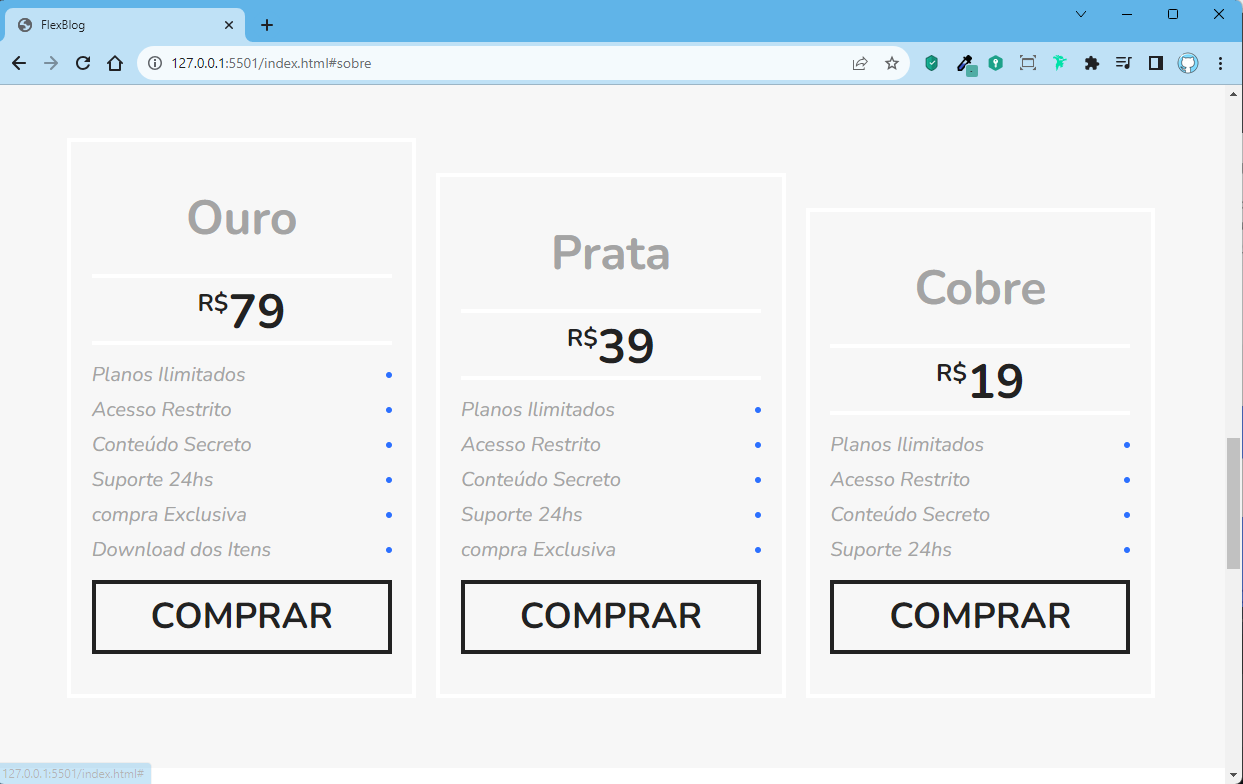 FlexBlog
127.0.0.1:5501/index.html#sobre
Ouro
R$79
Planos Ilimitados
Acesso Restrito
Conteúdo Secreto
Suporte 24hs
compra Exclusiva
Download dos Itens
COMPRAR
Prata
R$39
Planos Ilimitados
Acesso Restrito
Conteúdo Secreto
Suporte 24hs
compra Exclusiva
COMPRAR
Cobre
R$19
Planos Ilimitados
Acesso Restrito
Conteúdo Secreto
Suporte 24hs
COMPRAR
127.0.0.1:5501/index.html#